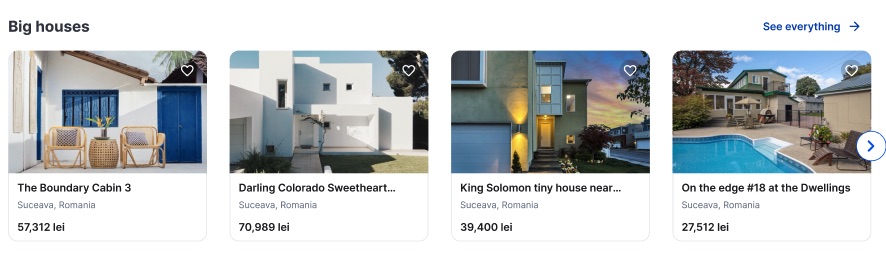 Big houses
See everything
The Boundary Cabin 3
Suceava, Romania
57,312 lei
Darling Colorado Sweetheart...
Suceava, Romania
70,989 lei
King Solomon tiny house near...
Suceava, Romania
39,400 lei
On the edge #18 at the Dwellings
Suceava, Romania
27,512 lei